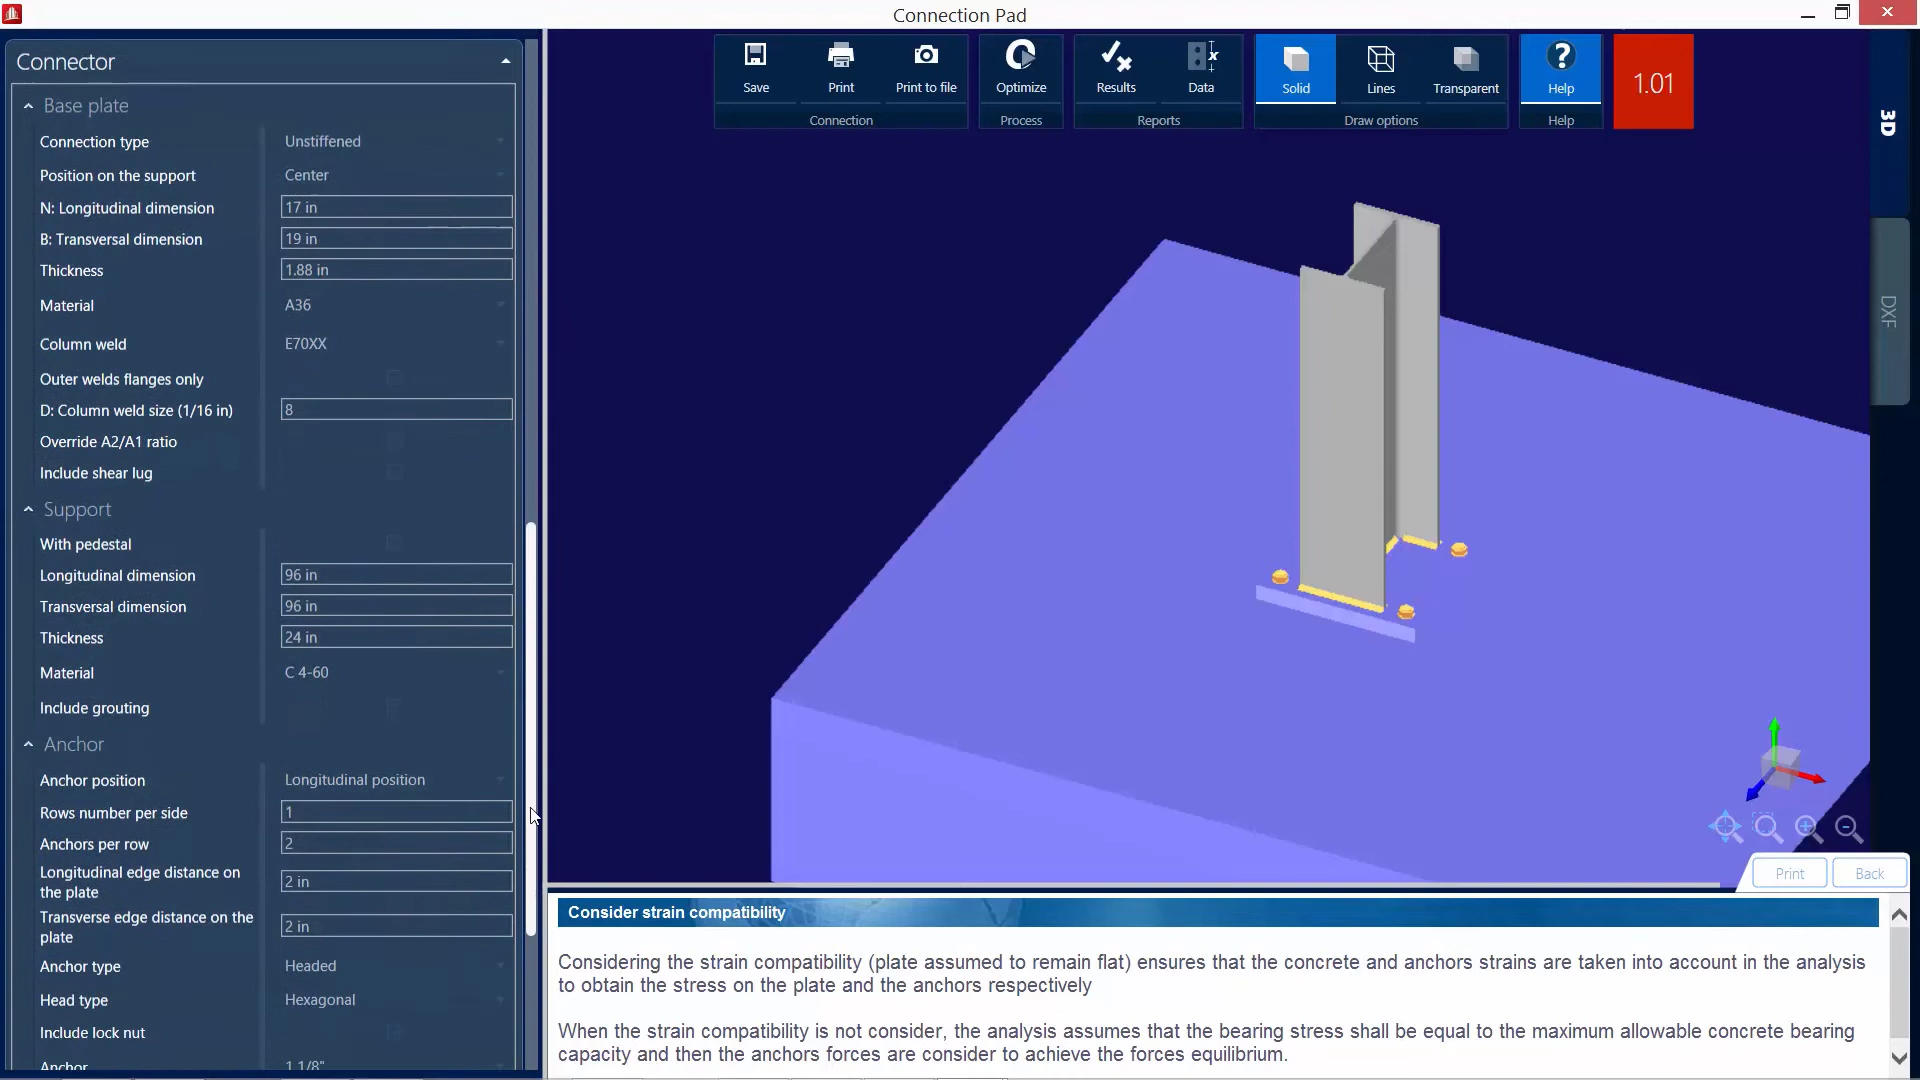 Connection Pad
Connector
Base plate
Connection type Unstiffened
Position on the support Center
N: Longitudinal dimension 17 in
B: Transversal dimension 19 in
Thickness 1.88 in
Material A36
Column weld E70XX
Outer welds flanges only
D: Column weld size (1/16 in) 8
Override A2/A1 ratio
Include shear lug
Support
With pedestal
Longitudinal dimension 96 in
Transversal dimension 96 in
Thickness 24 in
Material C 4-60
Include grouting
Anchor
Anchor position Longitudinal position
Rows number per side 1
Anchors per row 2
Longitudinal edge distance on
the plate 2 in
Transverse edge distance on the
plate 2 in
Anchor type Headed
Head type Hexagonal
Include lock nut
Anchor 1 1/8"
Save Print Print to file Optimize Results Data Solid Lines Transparent Help
Connection Process Reports Draw options Help
1.01
3D
DXF
Print Back
Consider strain compatibility
Considering the strain compatibility (plate assumed to remain flat) ensures that the concrete and anchors strains are taken into account in the analysis
to obtain the stress on the plate and the anchors respectively
When the strain compatibility is not consider, the analysis assumes that the bearing stress shall be equal to the maximum allowable concrete bearing
capacity and then the anchors forces are consider to achieve the forces equilibrium.